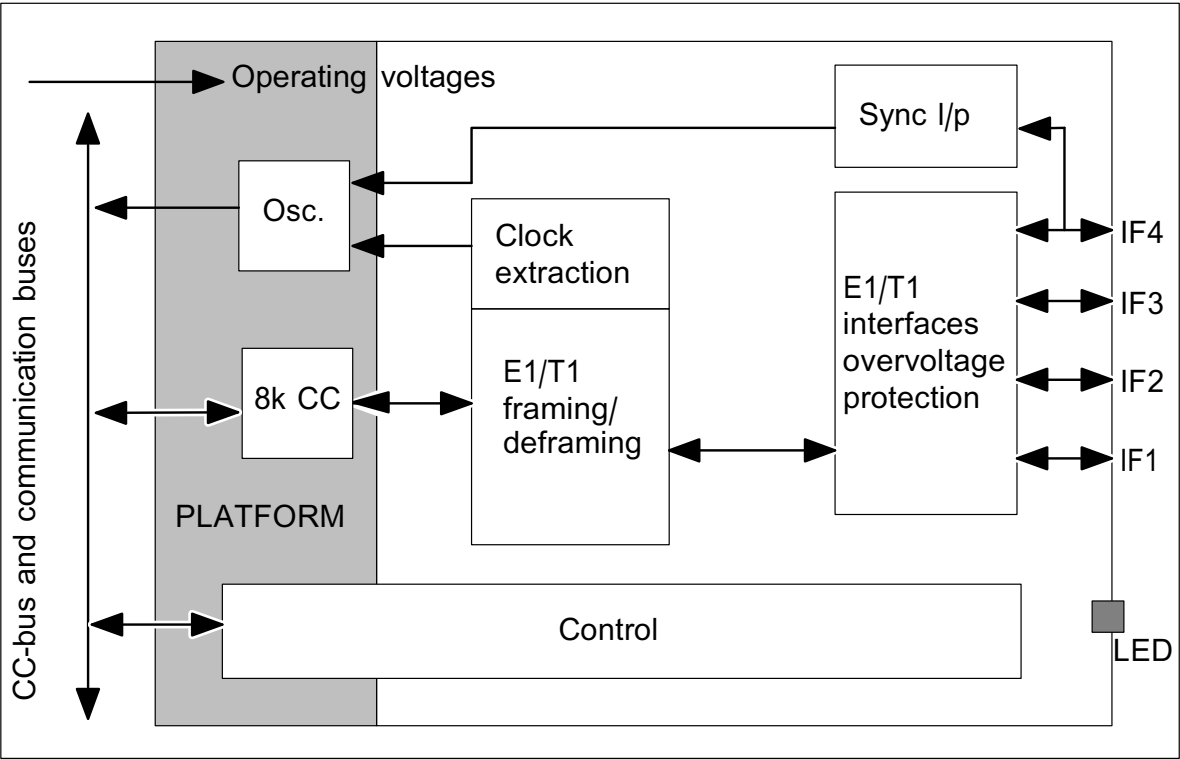 Operating voltages
Sync I/p
Osc.
Clock
extraction
IF4
E1/T1
interfaces
overvoltage
protection
IF3
E1/T1
framing/
deframing
8k CC
IF2
IF1
PLATFORM
CC-bus and communication buses
Control
LED